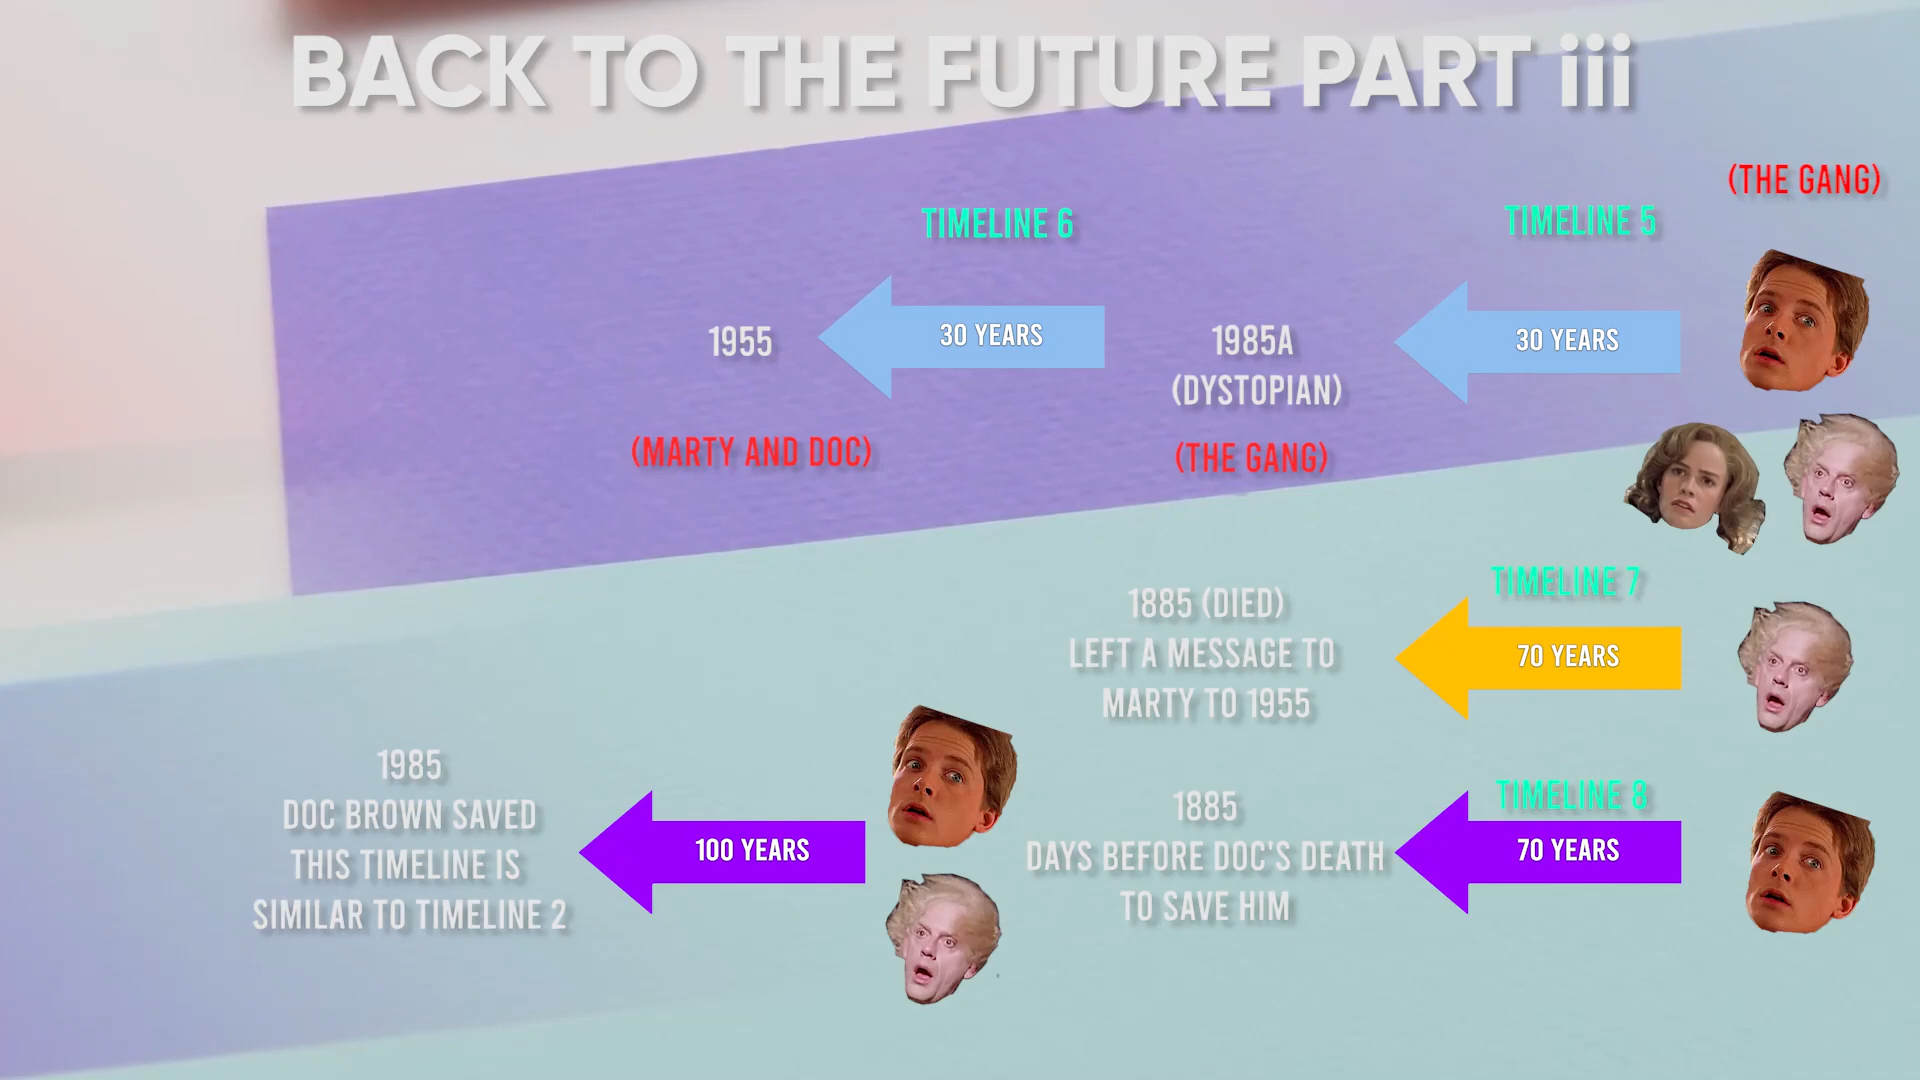 BACK TO THE FUTURE PART iii
(THE GANG)
TIMELINE 6
TIMELINE 5
1955
30 YEARS
1985A
(DYSTOPIAN)
30 YEARS
(MARTY AND DOC)
(THE GANG)
TIMELINE 7
1885 (DIED)
LEFT A MESSAGE TO
MARTY TO 1955
70 YEARS
1985
DOC BROWN SAVED
THIS TIMELINE IS
SIMILAR TO TIMELINE 2
100 YEARS
1885
DAYS BEFORE DOC'S DEATH
TO SAVE HIM
TIMELINE 8
70 YEARS